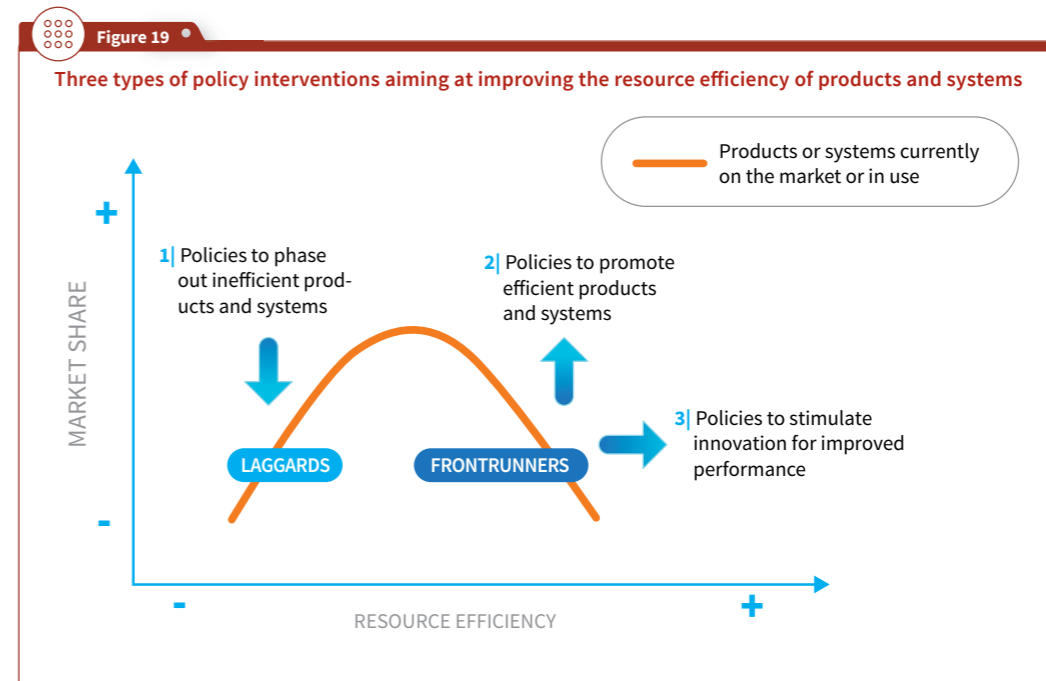 Figure 19
Three types of policy interventions aiming at improving the resource efficiency of products and systems
Products or systems currently
on the market or in use
+
1| Policies to phase
out inefficient prod-
ucts and systems
2| Policies to promote
efficient products
and systems
MARKET SHARE
3| Policies to stimulate
innovation for improved
performance
LAGGARDS
FRONTRUNNERS
-
-
+
RESOURCE EFFICIENCY